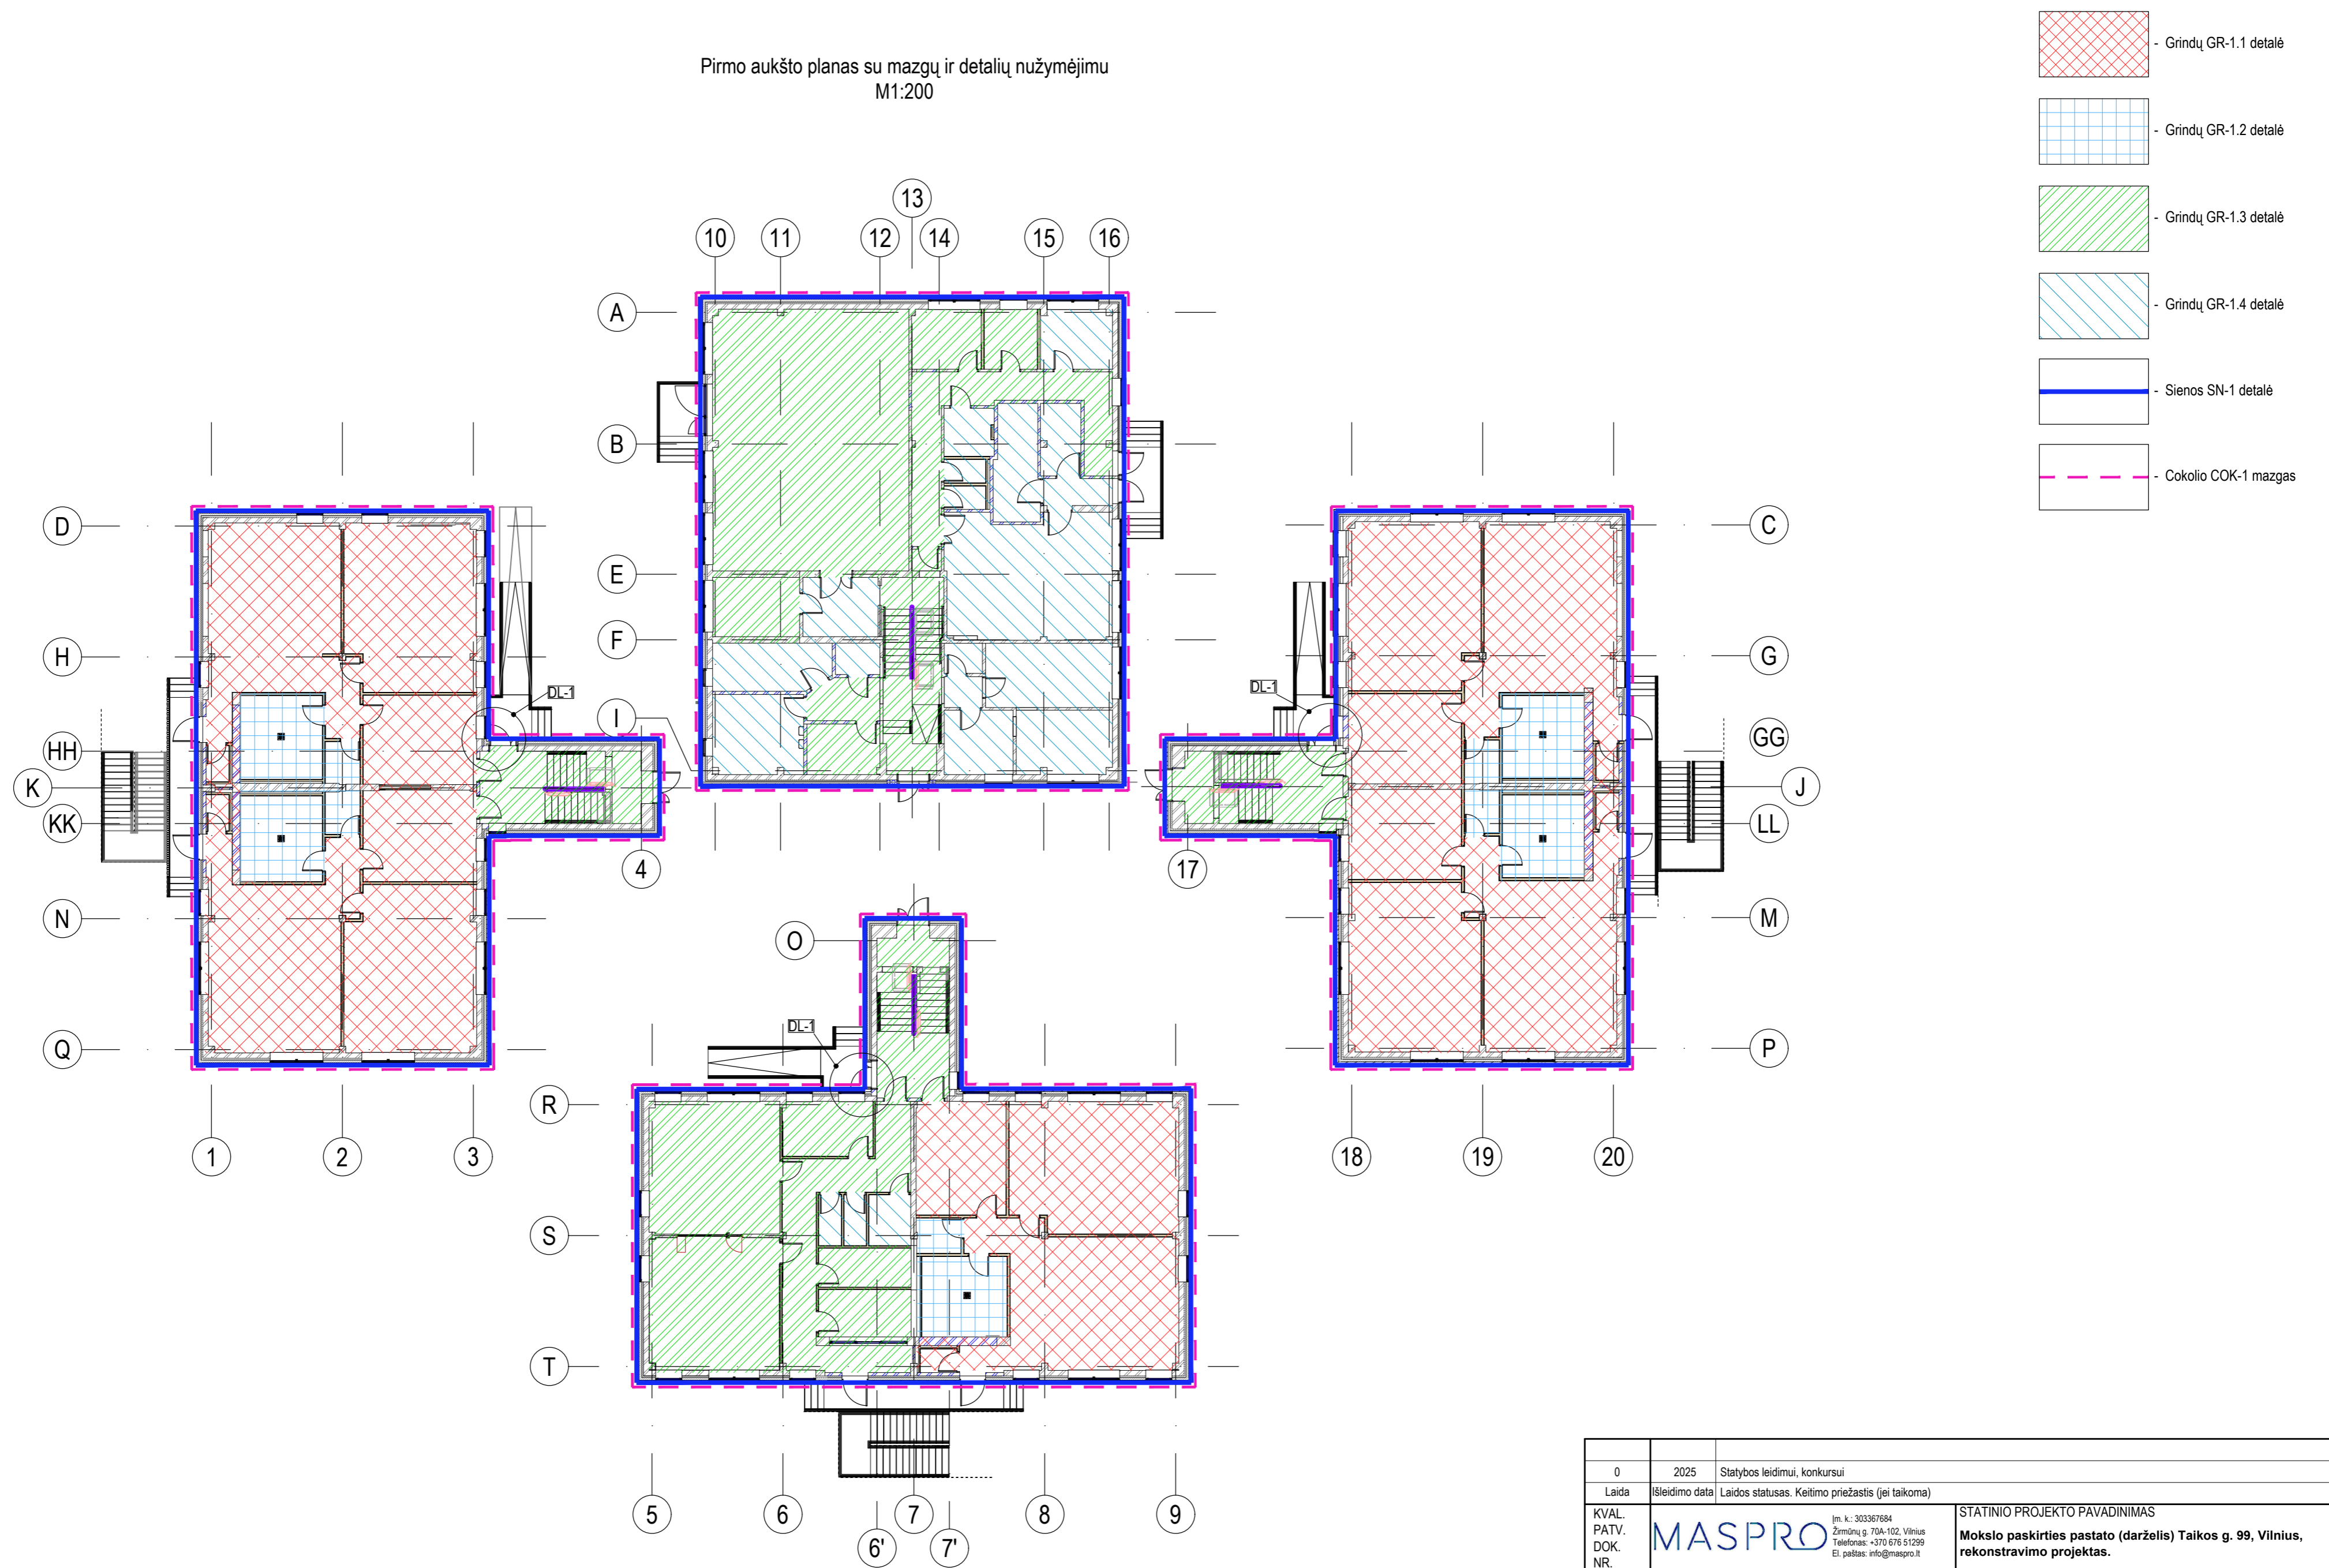 Pirmo aukšto planas su mazgų ir detalių nužymėjimu
M1:200
- Grindų GR-1.1 detalė
- Grindų GR-1.2 detalė
- Grindų GR-1.3 detalė
- Grindų GR-1.4 detalė
- Sienos SN-1 detalė
- Cokolio COK-1 mazgas
13
10
11
12
14
15
16
A
B
E
F
I
D
H
HH
K
KK
N
Q
DL-1
4
1
2
3
C
G
GG
J
LL
M
P
DL-1
17
18
19
20
O
DL-1
R
S
T
5
6
6'
7
7'
8
9
0 2025 Statybos leidimui, konkursui
Laida Išleidimo data Laidos statusas. Keitimo priežastis (jei taikoma)
KVAL.
PATV.
DOK.
NR.
MASPRO
Įm. k.: 303367684
Žirmūnų g. 70A-102, Vilnius
Telefonas: +370 676 51299
El. paštas: info@maspro.lt
STATINIO PROJEKTO PAVADINIMAS
Mokslo paskirties pastato (darželis) Taikos g. 99, Vilnius,
rekonstravimo projektas.